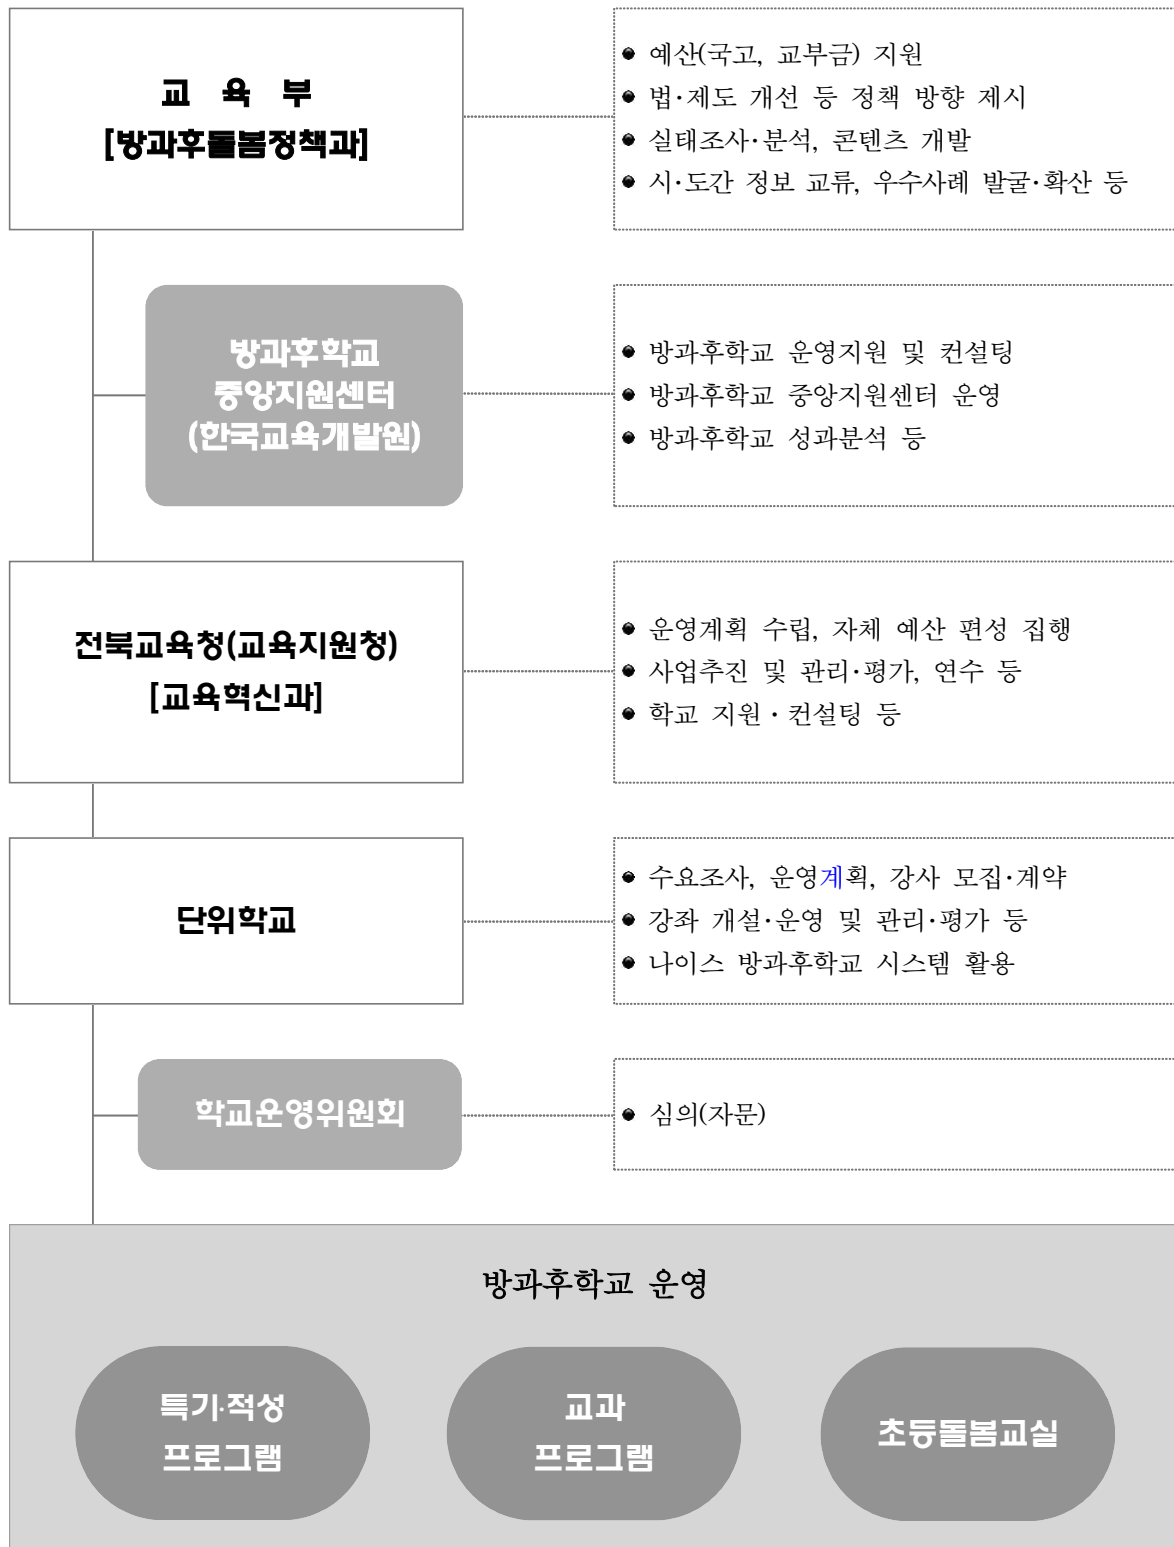 교 육 부
[방과후돌봄정책과]
● 예산(국고, 교부금) 지원
● 법·제도 개선 등 정책 방향 제시
● 실태조사·분석, 콘텐츠 개발
● 시·도간 정보 교류, 우수사례 발굴·확산 등
방과후학교
중앙지원센터
(한국교육개발원)
● 방과후학교 운영지원 및 컨설팅
● 방과후학교 중앙지원센터 운영
● 방과후학교 성과분석 등
전북교육청(교육지원청)
[교육혁신과]
● 운영계획 수립, 자체 예산 편성 집행
● 사업추진 및 관리·평가, 연수 등
● 학교 지원·컨설팅 등
단위학교
● 수요조사, 운영계획, 강사 모집·계약
● 강좌 개설·운영 및 관리·평가 등
● 나이스 방과후학교 시스템 활용
학교운영위원회
● 심의(자문)
방과후학교 운영
특기·적성
프로그램
교과
프로그램
초등돌봄교실